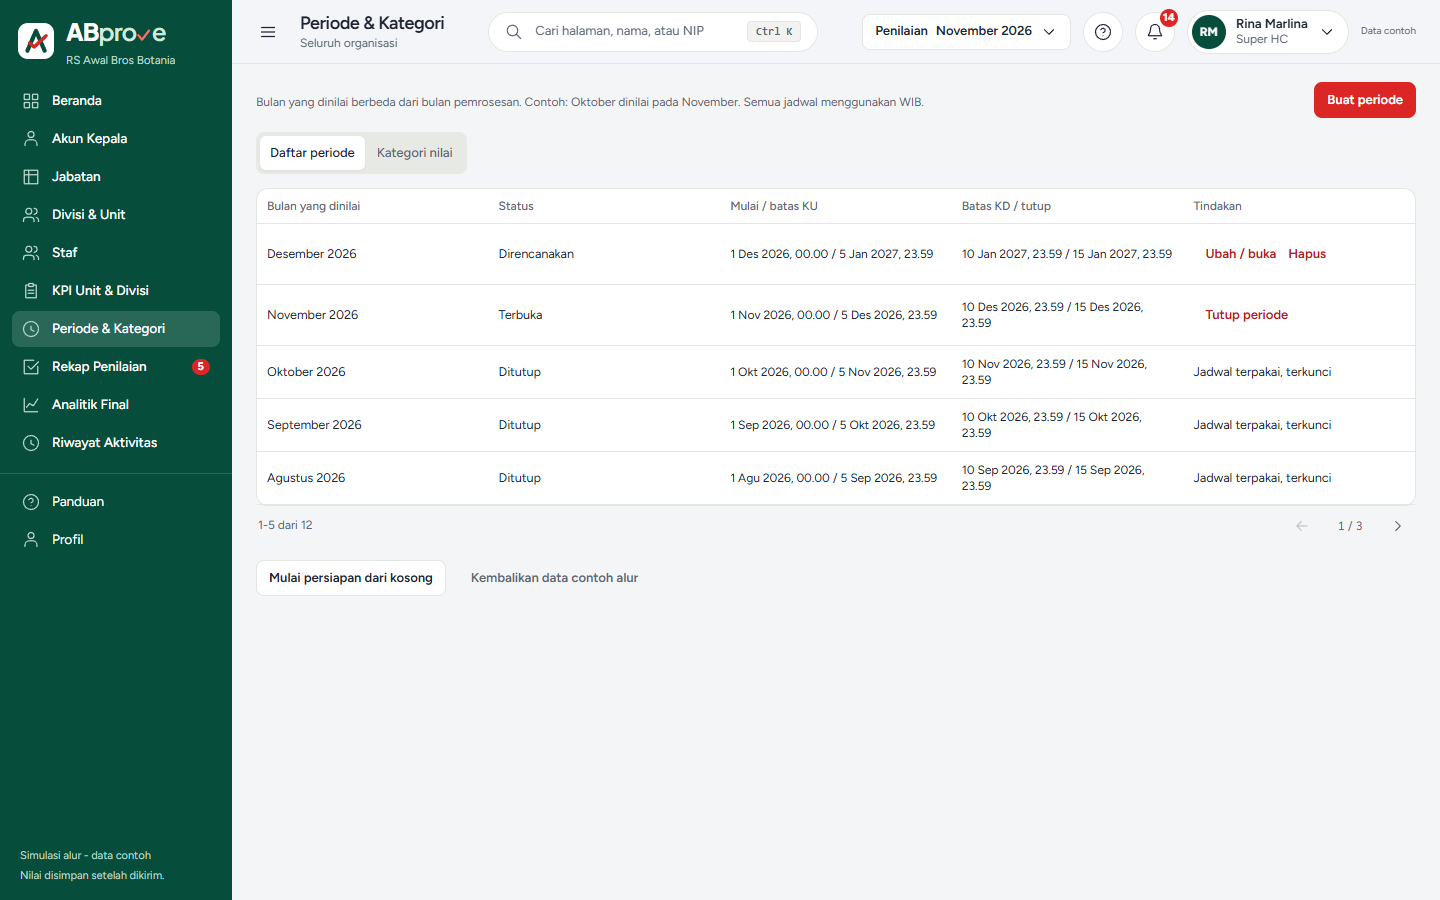 ABprove
RS Awal Bros Botania
Beranda
Akun Kepala
Jabatan
Divisi & Unit
Staf
KPI Unit & Divisi
Periode & Kategori
Rekap Penilaian 5
Analitik Final
Riwayat Aktivitas
Panduan
Profil
Simulasi alur - data contoh
Nilai disimpan setelah dikirim.
Periode & Kategori
Seluruh organisasi
Cari halaman, nama, atau NIP Ctrl K
Penilaian November 2026
14
RM
Rina Marlina
Super HC
Data contoh
Bulan yang dinilai berbeda dari bulan pemrosesan. Contoh: Oktober dinilai pada November. Semua jadwal menggunakan WIB.
Buat periode
Daftar periode Kategori nilai
Bulan yang dinilai Status Mulai / batas KU Batas KD / tutup Tindakan
Desember 2026 Direncanakan 1 Des 2026, 00.00 / 5 Jan 2027, 23.59 10 Jan 2027, 23.59 / 15 Jan 2027, 23.59 Ubah / buka Hapus
November 2026 Terbuka 1 Nov 2026, 00.00 / 5 Des 2026, 23.59 10 Des 2026, 23.59 / 15 Des 2026,
23.59 Tutup periode
Oktober 2026 Ditutup 1 Okt 2026, 00.00 / 5 Nov 2026, 23.59 10 Nov 2026, 23.59 / 15 Nov 2026,
23.59 Jadwal terpakai, terkunci
September 2026 Ditutup 1 Sep 2026, 00.00 / 5 Okt 2026, 23.59 10 Okt 2026, 23.59 / 15 Okt 2026,
23.59 Jadwal terpakai, terkunci
Agustus 2026 Ditutup 1 Agu 2026, 00.00 / 5 Sep 2026, 23.59 10 Sep 2026, 23.59 / 15 Sep 2026,
23.59 Jadwal terpakai, terkunci
1-5 dari 12
1 / 3
Mulai persiapan dari kosong Kembalikan data contoh alur